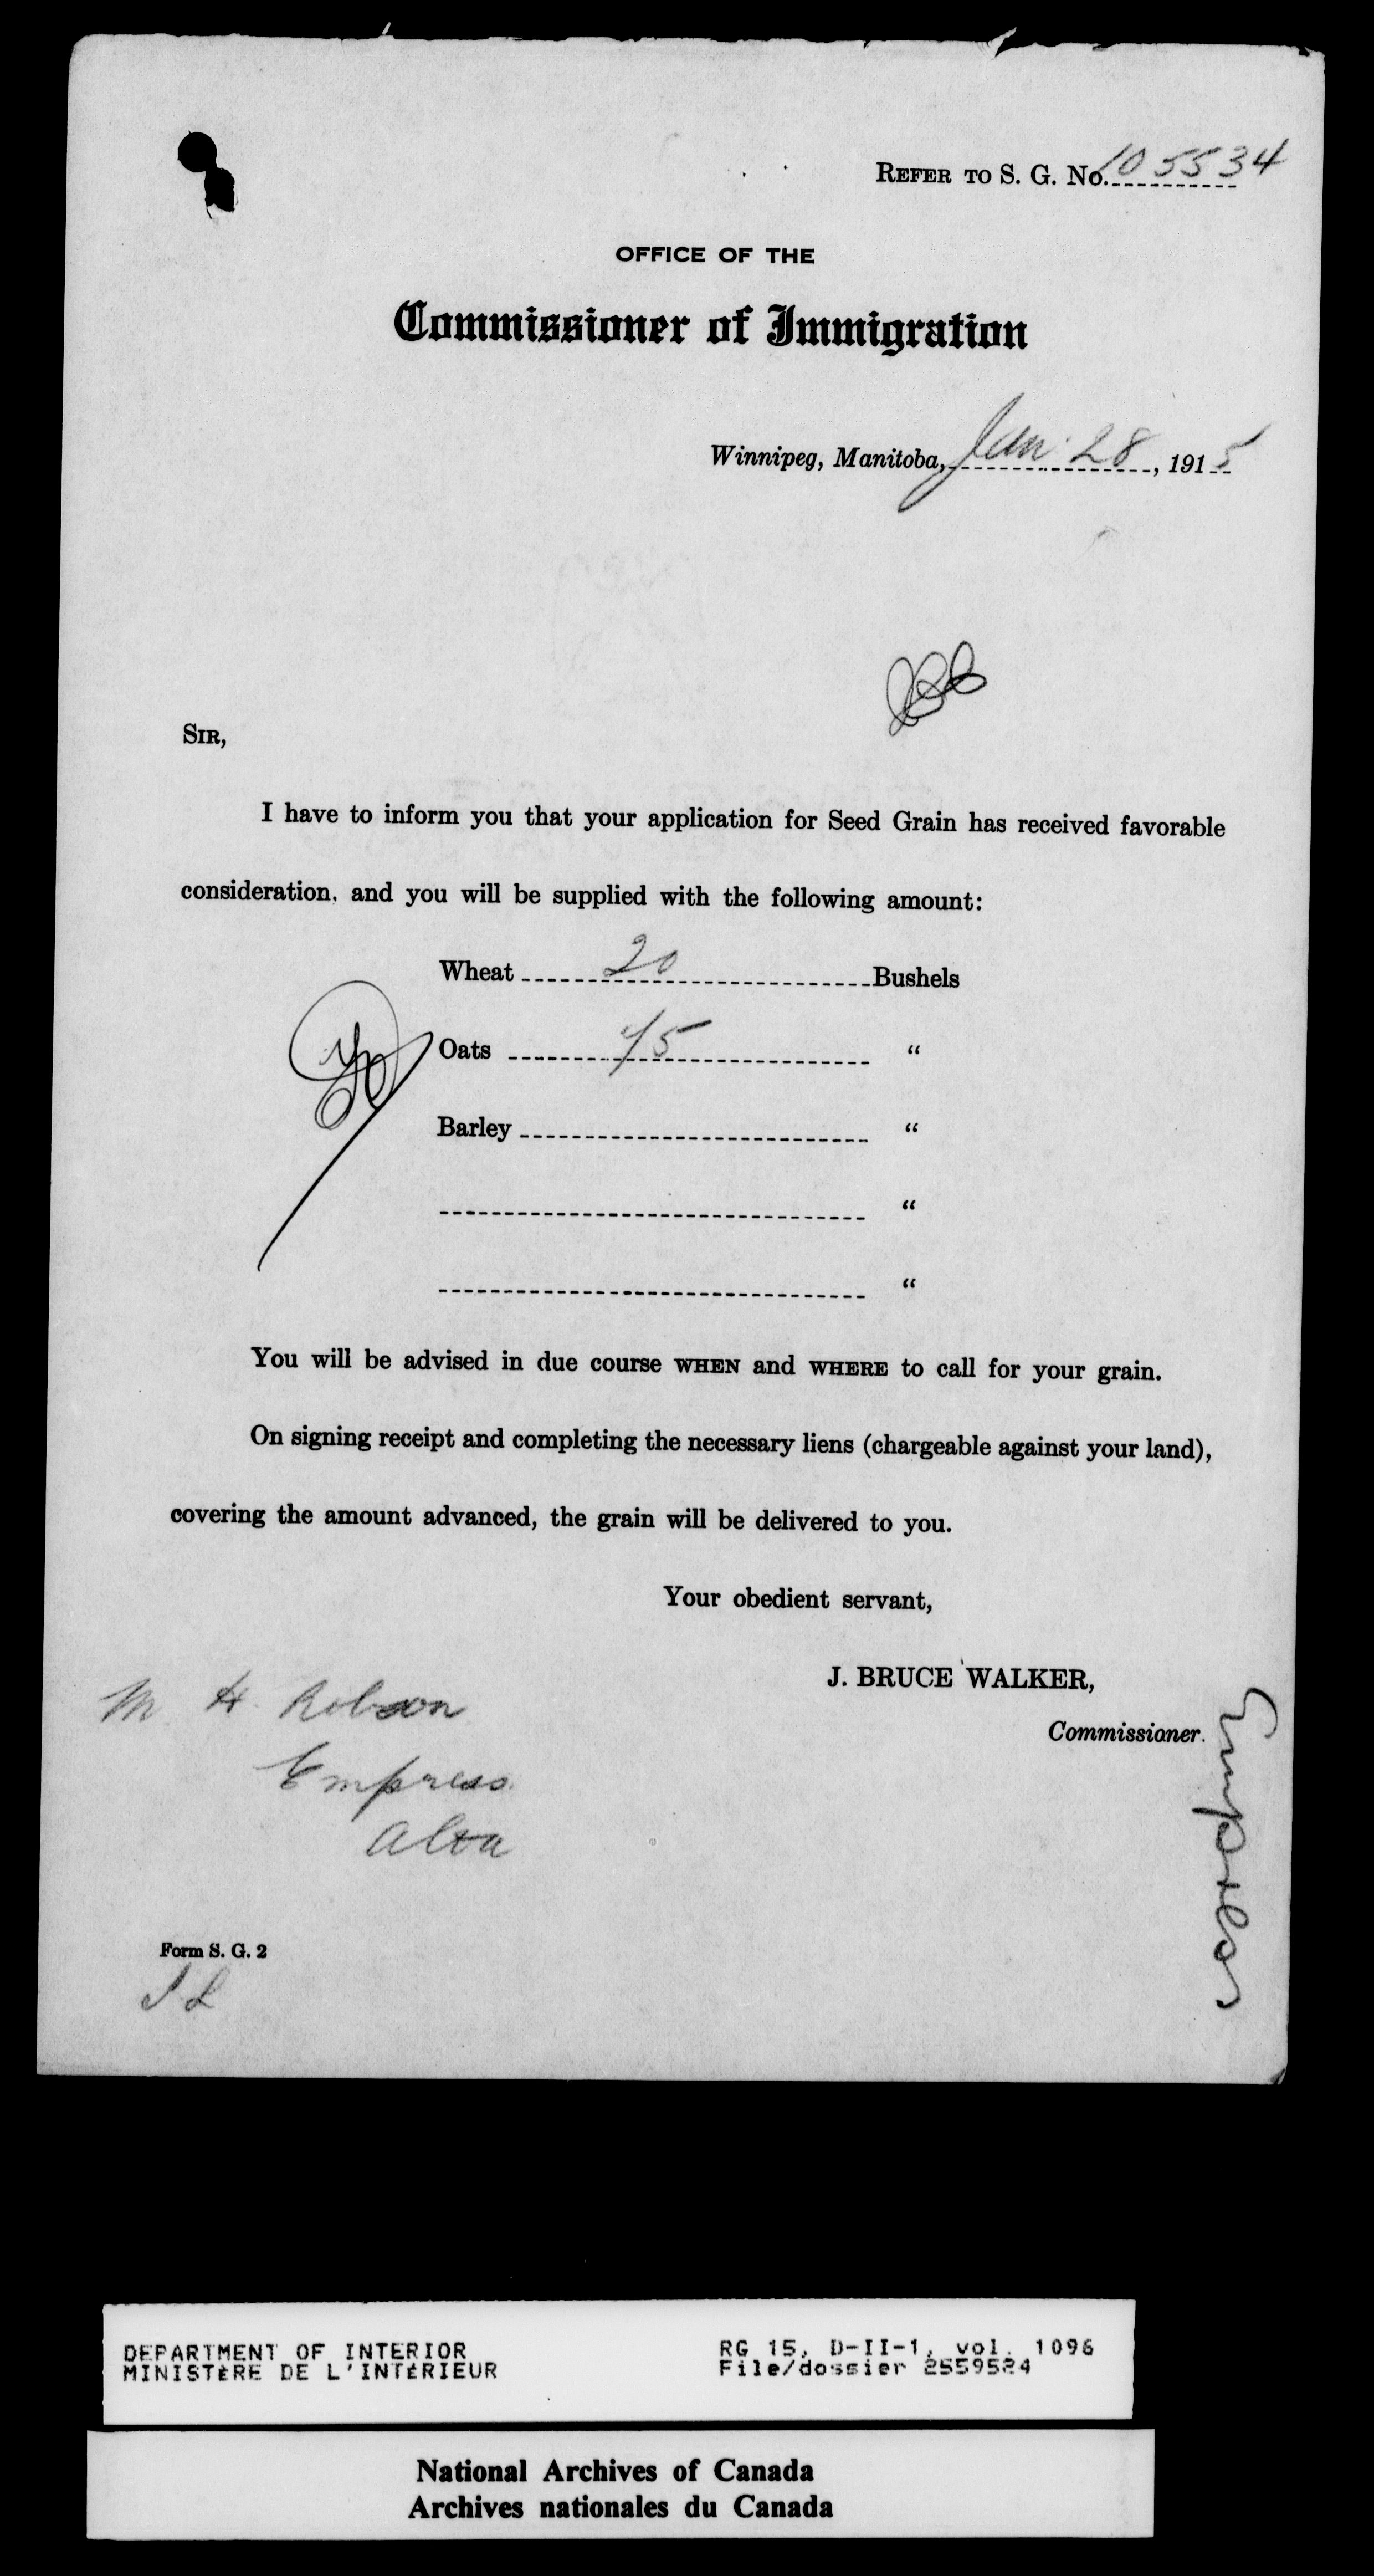 REFER TO S. G. No. 105534
OFFICE OF THE
Commissioner of Immigration
Winnipeg, Manitoba, Jan. 28, 1915
SIR,
I have to inform you that your application for Seed Grain has received favorable
consideration, and you will be supplied with the following amount:
Wheat 20 Bushels
Oats 45 "
Barley "
"
"
You will be advised in due course WHEN and WHERE to call for your grain.
On signing receipt and completing the necessary liens (chargeable against your land),
covering the amount advanced, the grain will be delivered to you.
Your obedient servant,
J. BRUCE WALKER,
Commissioner.
M H. Robson
Empress
Alta
Empress
Form S. G. 2
DEPARTMENT OF INTERIOR
MINISTÈRE DE L'INTÉRIEUR
RG 15, D-II-1, vol. 1096
File/dossier 2559524
National Archives of Canada
Archives nationales du Canada